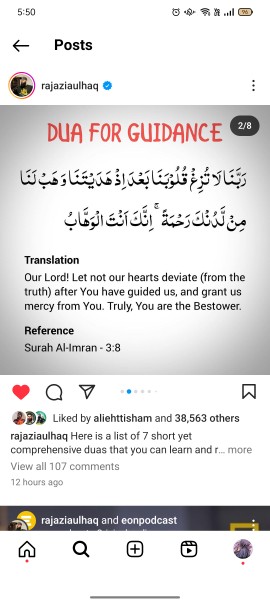 5:50
96
Posts
rajaziaulhaq
2/8
DUA FOR GUIDANCE
رَبَّنَا لَا تُزِغْ قُلُوْبَنَا بَعْدَ اِذْ هَدَيْتَنَا وَهَبْ لَنَا
مِنْ لَّدُنْكَ رَحْمَةً ۚ اِنَّكَ اَنْتَ الْوَهَّابُ
Translation
Our Lord! Let not our hearts deviate (from the
truth) after You have guided us, and grant us
mercy from You. Truly, You are the Bestower.
Reference
Surah Al-Imran - 3:8
Liked by aliehttisham and 38,563 others
rajaziaulhaq Here is a list of 7 short yet
comprehensive duas that you can learn and r... more
View all 107 comments
12 hours ago
rajaziaulhaq and eonpodcast